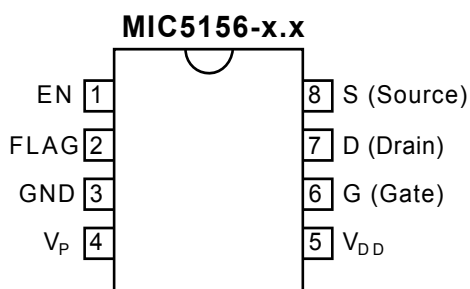 MIC5156-x.x
EN 1 8 S (Source)
FLAG 2 7 D (Drain)
GND 3 6 G (Gate)
VP 4 5 VDD